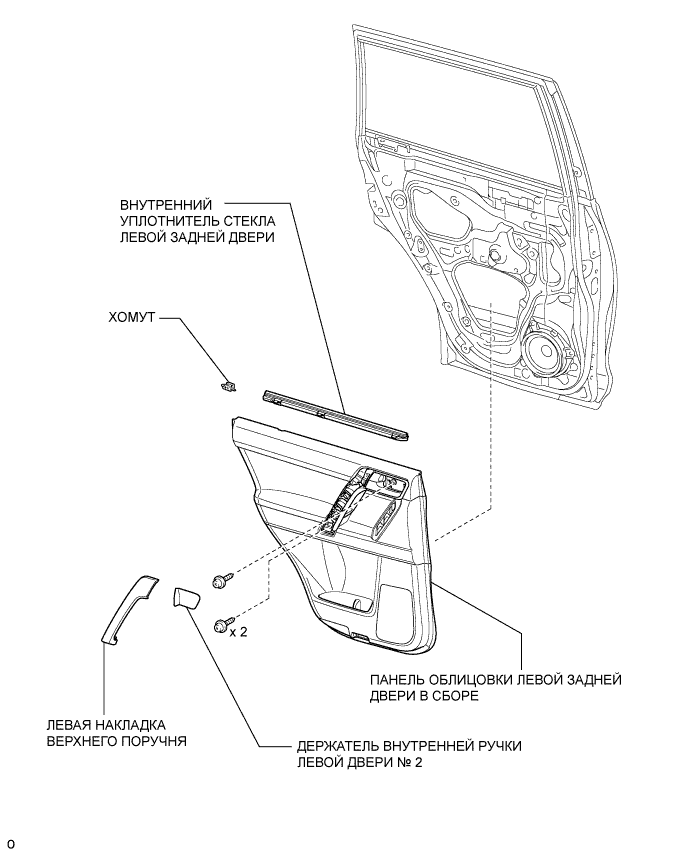 ВНУТРЕННИЙ
УПЛОТНИТЕЛЬ СТЕКЛА
ЛЕВОЙ ЗАДНЕЙ ДВЕРИ
ХОМУТ
x 2
ПАНЕЛЬ ОБЛИЦОВКИ ЛЕВОЙ ЗАДНЕЙ
ДВЕРИ В СБОРЕ
ЛЕВАЯ НАКЛАДКА
ВЕРХНЕГО ПОРУЧНЯ
ДЕРЖАТЕЛЬ ВНУТРЕННЕЙ РУЧКИ
ЛЕВОЙ ДВЕРИ № 2
O